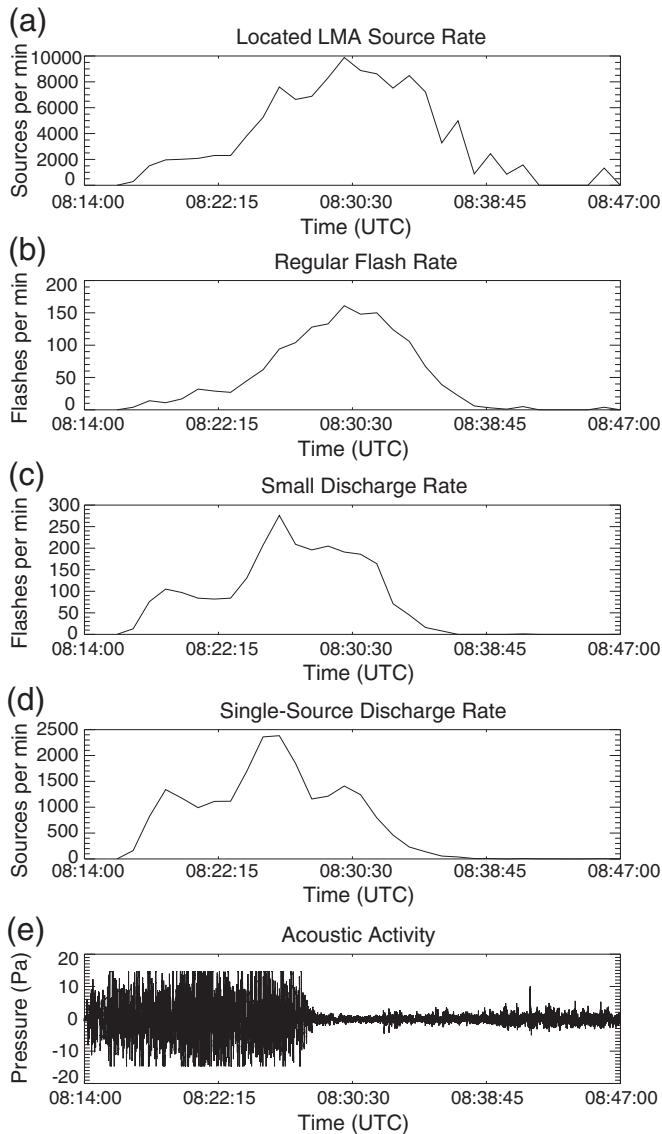 (a)
Located LMA Source Rate
Sources per min
10000
8000
6000
4000
2000
0
08:14:00 08:22:15 08:30:30 08:38:45 08:47:00
Time (UTC)
(b)
Regular Flash Rate
Flashes per min
200
150
100
50
0
08:14:00 08:22:15 08:30:30 08:38:45 08:47:00
Time (UTC)
(c)
Small Discharge Rate
Flashes per min
300
250
200
150
100
50
0
08:14:00 08:22:15 08:30:30 08:38:45 08:47:00
Time (UTC)
(d)
Single-Source Discharge Rate
Sources per min
2500
2000
1500
1000
500
0
08:14:00 08:22:15 08:30:30 08:38:45 08:47:00
Time (UTC)
(e)
Acoustic Activity
Pressure (Pa)
20
10
0
-10
-20
08:14:00 08:22:15 08:30:30 08:38:45 08:47:00
Time (UTC)